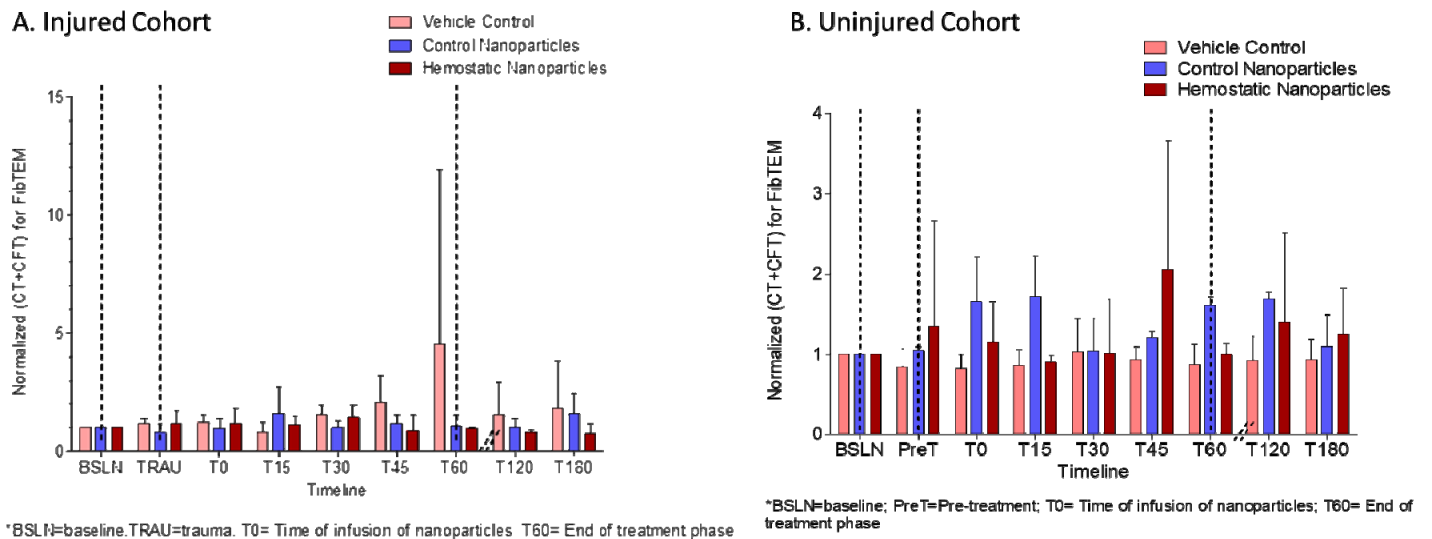 A. Injured Cohort
Vehicle Control
Control Nanoparticles
Hemostatic Nanoparticles
Normalized (CT+CFT) for FibTEM
15
10
5
0
BSLN TRAU T0 T15 T30 T45 T60 T120 T180
Timeline
*BSLN=baseline.TRAU=trauma. T0= Time of infusion of nanoparticles T60= End of treatment phase
B. Uninjured Cohort
Vehicle Control
Control Nanoparticles
Hemostatic Nanoparticles
Normalized (CT+CFT) for FibTEM
4
3
2
1
0
BSLN PreT T0 T15 T30 T45 T60 T120 T180
Timeline
*BSLN=baseline; PreT=Pre-treatment; T0= Time of infusion of nanoparticles; T60= End of
treatment phase